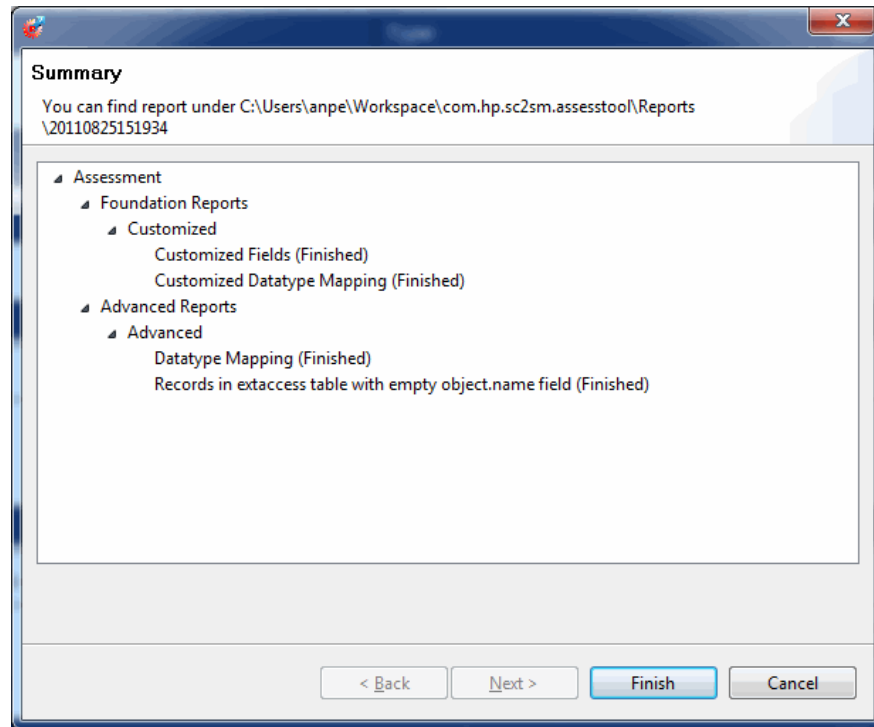 Summary
You can find report under C:\Users\anpe\Workspace\com.hp.sc2sm.assesstool\Reports
\20110825151934
Assessment
Foundation Reports
Customized
Customized Fields (Finished)
Customized Datatype Mapping (Finished)
Advanced Reports
Advanced
Datatype Mapping (Finished)
Records in extaccess table with empty object.name field (Finished)
< Back Next > Finish Cancel